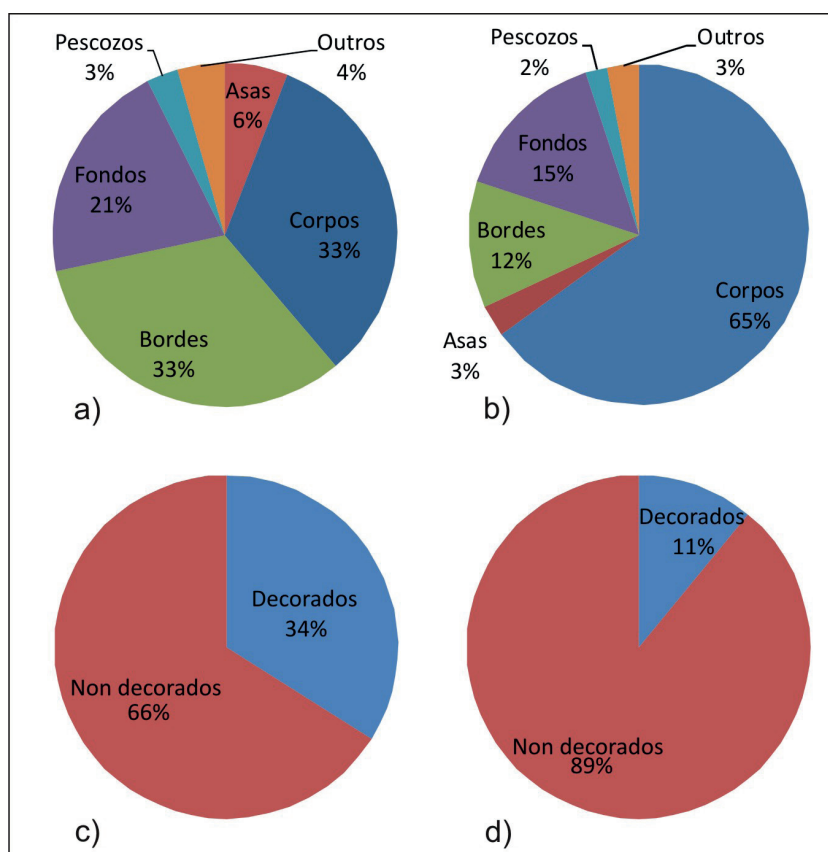 Pescozos
3%
Outros
4%
Asas
6%
Fondos
21%
Corpos
33%
Bordes
33%
a)
Pescozos
2%
Outros
3%
Fondos
15%
Bordes
12%
Corpos
65%
Asas
3%
b)
Decorados
34%
Non decorados
66%
c)
Decorados
11%
Non decorados
89%
d)